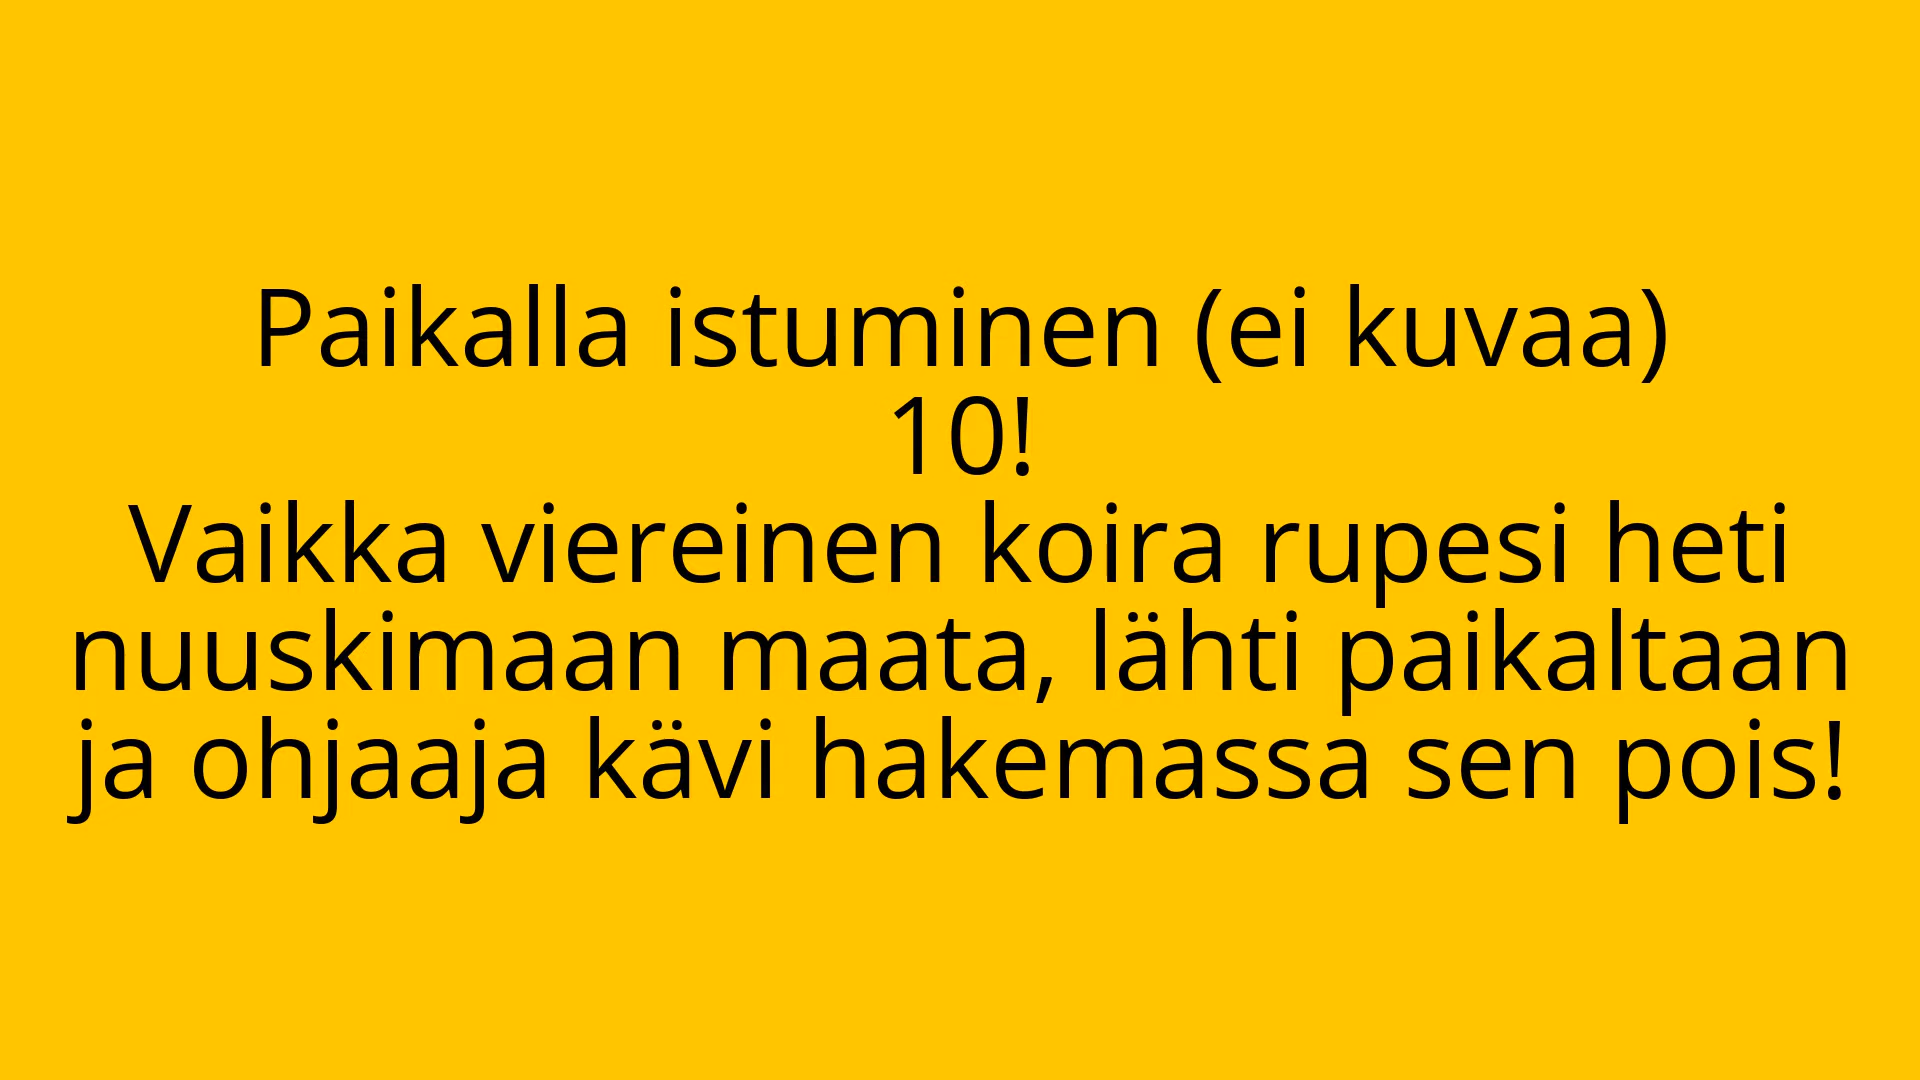 Paikalla istuminen (ei kuvaa)
10!
Vaikka viereinen koira rupesi heti
nuuskimaan maata, lähti paikaltaan
ja ohjaaja kävi hakemassa sen pois!